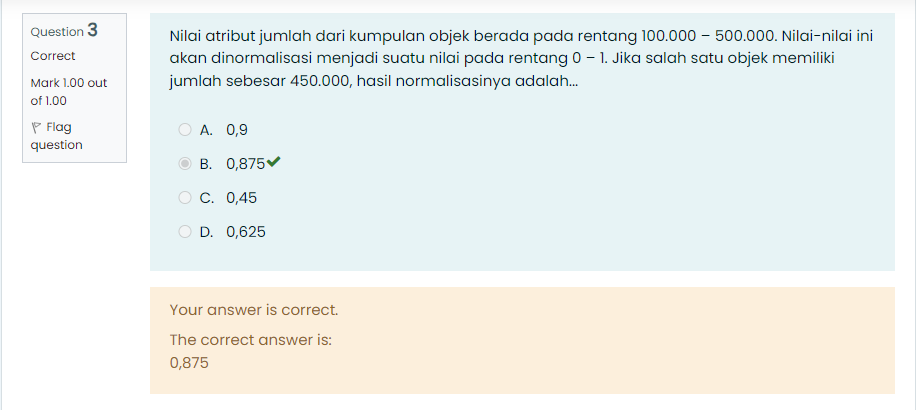 Question 3
Correct
Mark 1.00 out
of 1.00
Flag
question
Nilai atribut jumlah dari kumpulan objek berada pada rentang 100.000 – 500.000. Nilai-nilai ini
akan dinormalisasi menjadi suatu nilai pada rentang 0 – 1. Jika salah satu objek memiliki
jumlah sebesar 450.000, hasil normalisasinya adalah...
A. 0,9
B. 0,875
C. 0,45
D. 0,625
Your answer is correct.
The correct answer is:
0,875